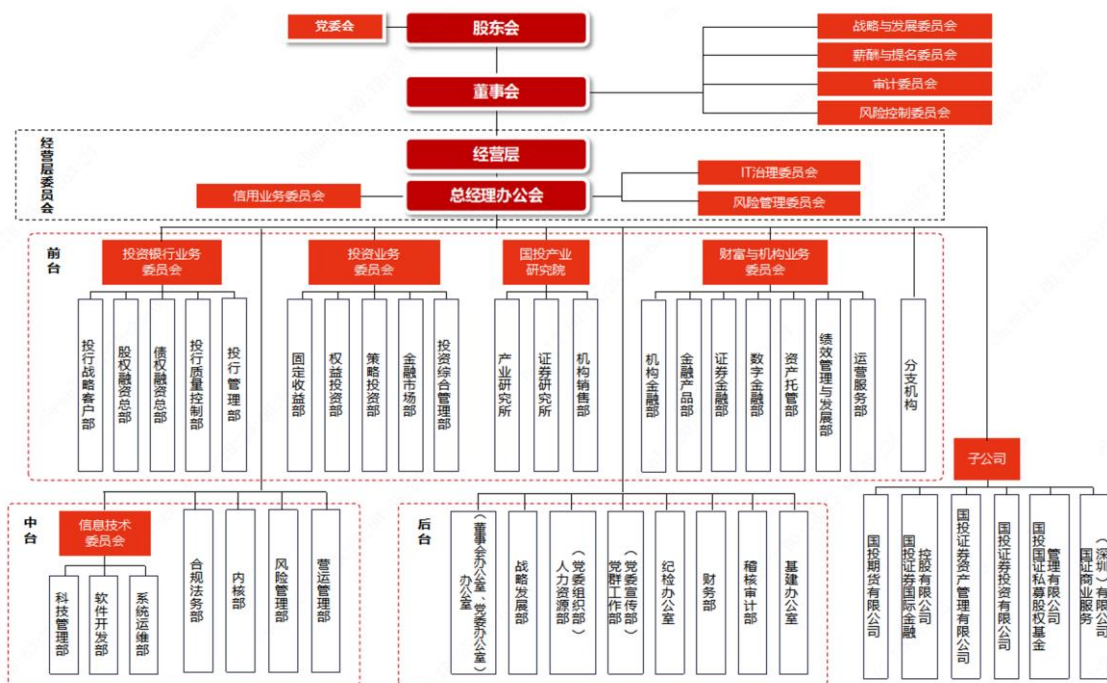 党委会
股东会
战略与发展委员会
薪酬与提名委员会
董事会
审计委员会
风险控制委员会
经营层委员会
经营层
信用业务委员会
总经理办公会
IT治理委员会
风险管理委员会
前台
投资银行业务
委员会
投资业务
委员会
国投产业
研究院
财富与机构业务
委员会
投行战略客户部
股权融资总部
债权融资总部
投行质量控制部
投行管理部
固定收益部
权益投资部
策略投资部
金融市场部
投资综合管理部
产业研究所
证券研究所
机构销售部
机构金融部
金融产品部
证券金融部
数字金融部
资产托管部
绩效管理与发展部
运营服务部
分支机构
子公司
中台
信息技术
委员会
科技管理部
软件开发部
系统运维部
合规法务部
内核部
风险管理部
营运管理部
后台
办公室
（董事会办公室、党委办公室）
战略发展部
人力资源部
（党委组织部）
党群工作部
（党委宣传部）
纪检办公室
财务部
稽核审计部
基建办公室
国投期货有限公司
国投证券国际金融
控股有限公司
国投证券资产管理有限公司
国投证券投资有限公司
国投国证私募股权基金
管理有限公司
国证商业服务
（深圳）有限公司